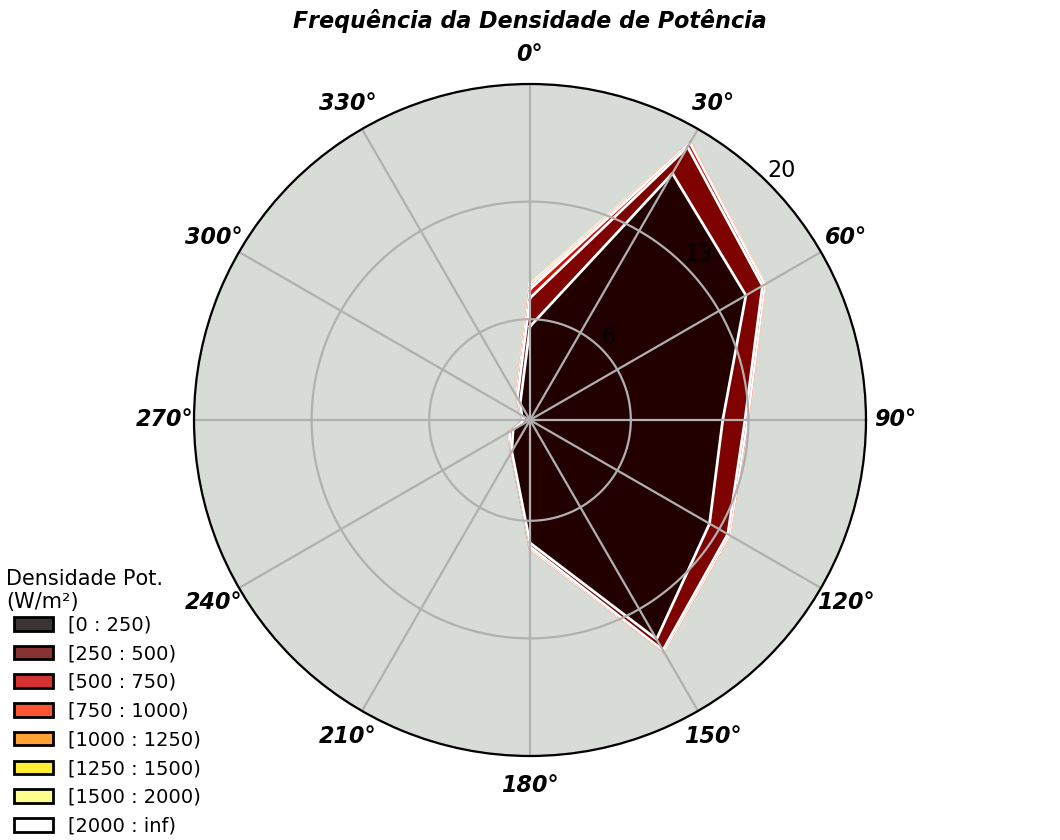 Frequência da Densidade de Potência
0°
330°
30°
20
300°
60°
13
6
270°
90°
240°
120°
210°
150°
180°
Densidade Pot.
(W/m²)
[0 : 250)
[250 : 500)
[500 : 750)
[750 : 1000)
[1000 : 1250)
[1250 : 1500)
[1500 : 2000)
[2000 : inf)